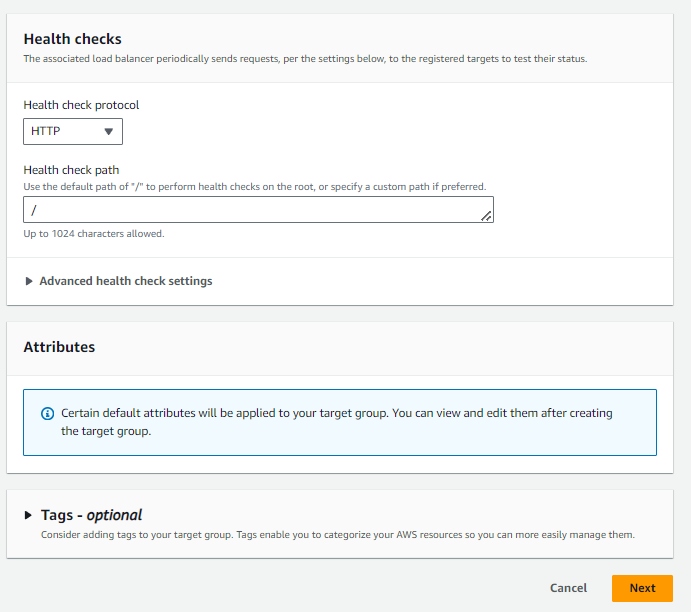 Health checks
The associated load balancer periodically sends requests, per the settings below, to the registered targets to test their status.
Health check protocol
HTTP
Health check path
Use the default path of "/" to perform health checks on the root, or specify a custom path if preferred.
/
Up to 1024 characters allowed.
Advanced health check settings
Attributes
Certain default attributes will be applied to your target group. You can view and edit them after creating
the target group.
Tags - optional
Consider adding tags to your target group. Tags enable you to categorize your AWS resources so you can more easily manage them.
Cancel
Next